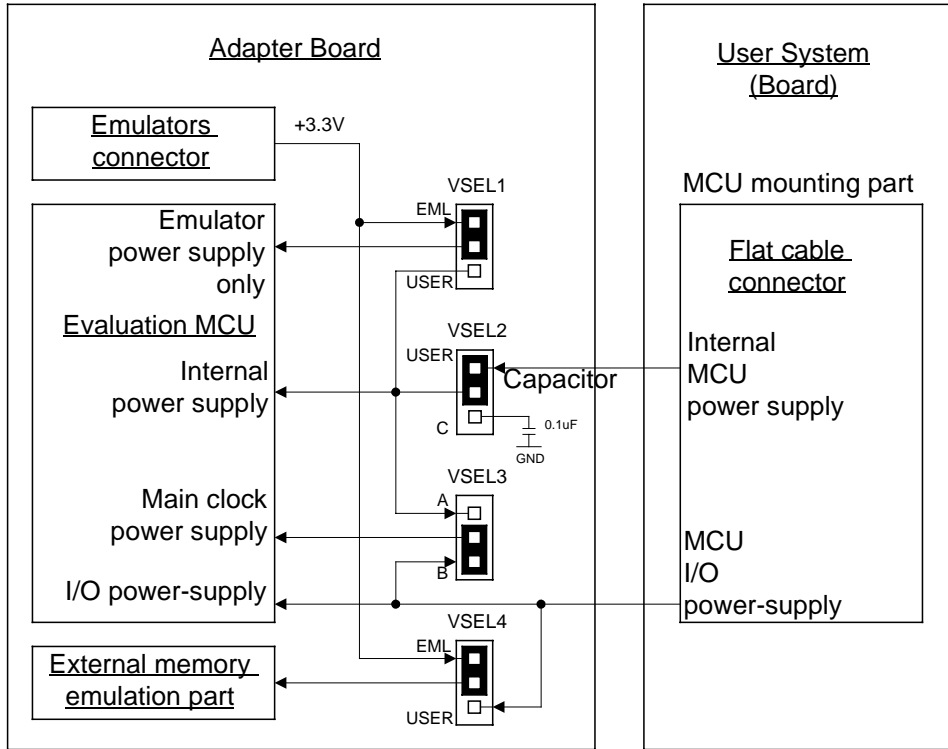 Adapter Board
User System
(Board)
Emulators
connector
+3.3V
VSEL1
MCU mounting part
EML
Emulator
power supply
only
USER
Flat cable
connector
Evaluation MCU
VSEL2
USER
Internal
power supply
Capacitor
Internal
MCU
power supply
C
0.1uF
GND
VSEL3
A
Main clock
power supply
B
MCU
I/O
power-supply
I/O power-supply
VSEL4
EML
External memory
emulation part
USER